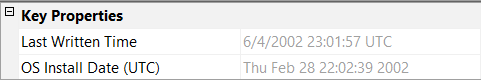 Key Properties
Last Written Time 6/4/2002 23:01:57 UTC
OS Install Date (UTC) Thu Feb 28 22:02:39 2002